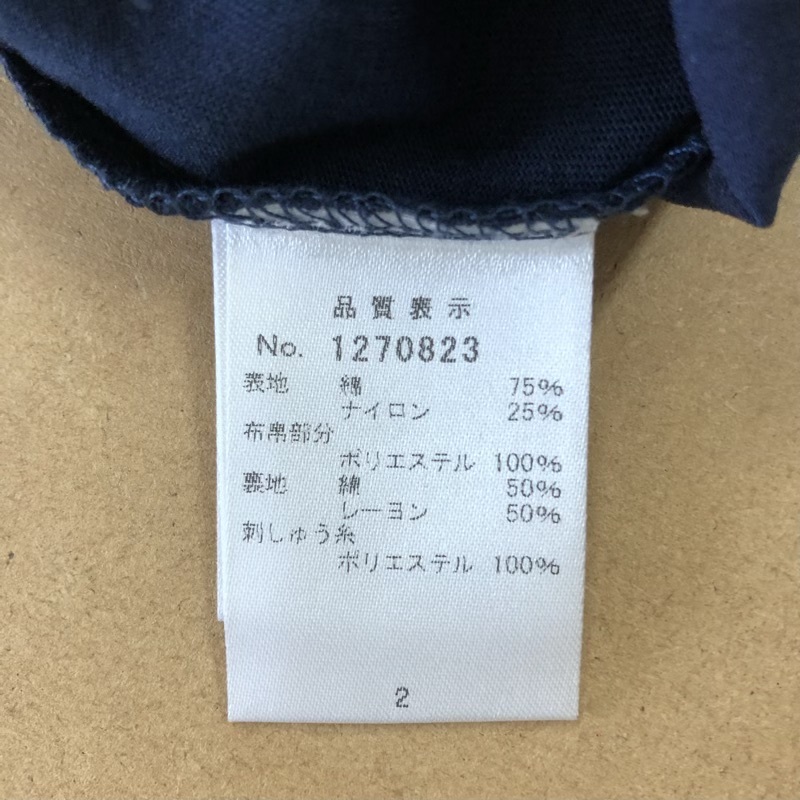 品質表示
No. 1270823
表地 綿 75%
ナイロン 25%
布帛部分
ポリエステル 100%
裏地 綿 50%
レーヨン 50%
刺しゅう糸
ポリエステル 100%
2